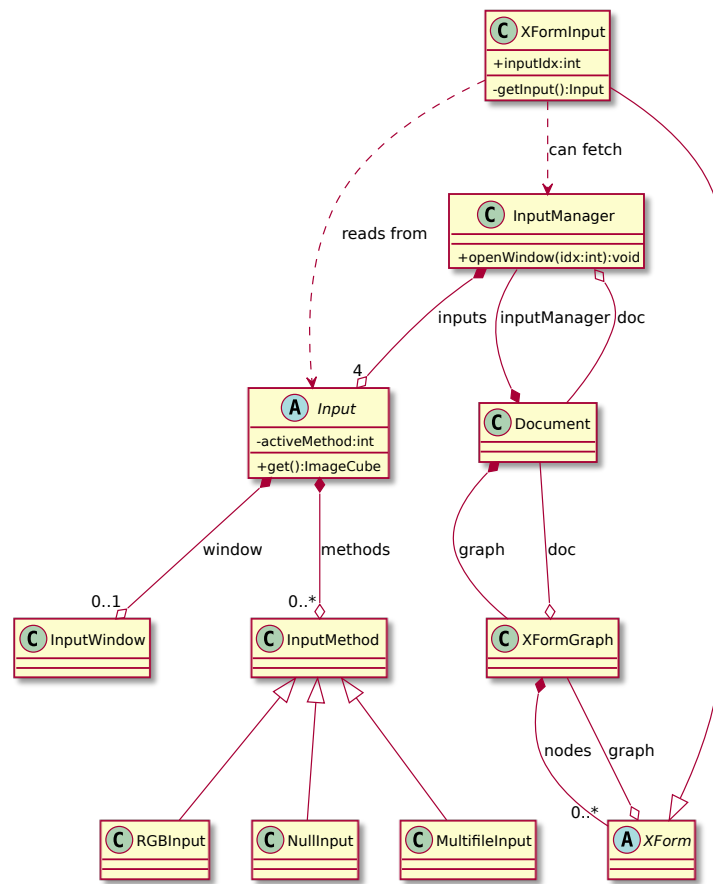 C XFormInput
+inputIdx:int
-getInput():Input
can fetch
C InputManager
+openWindow(idx:int):void
reads from
inputs
inputManager
doc
4
A Input
-activeMethod:int
+get():ImageCube
C Document
window
methods
graph
doc
0..1
0..*
C InputWindow
C InputMethod
C XFormGraph
nodes
graph
0..*
C RGBInput
C NullInput
C MultifileInput
A XForm